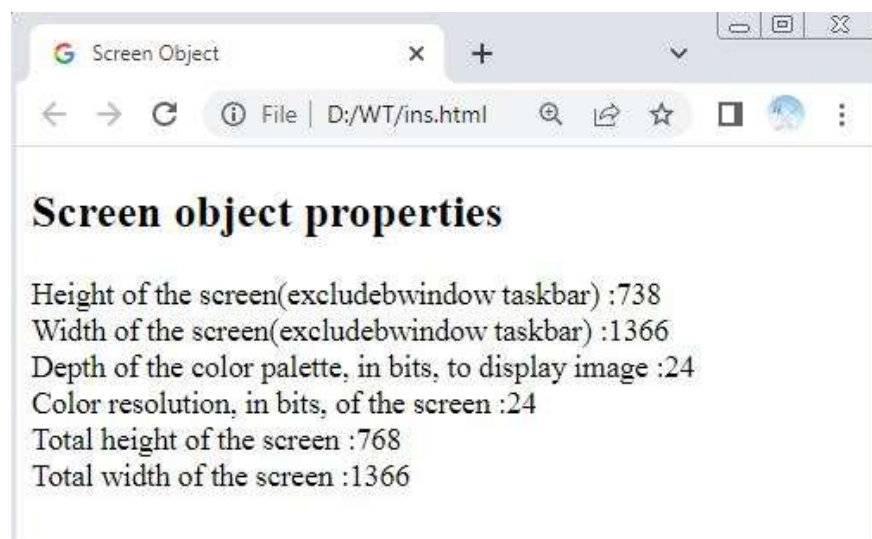 Screen Object
File | D:/WT/ins.html
Screen object properties
Height of the screen(excludebwindow taskbar) :738
Width of the screen(excludebwindow taskbar) :1366
Depth of the color palette, in bits, to display image :24
Color resolution, in bits, of the screen :24
Total height of the screen :768
Total width of the screen :1366